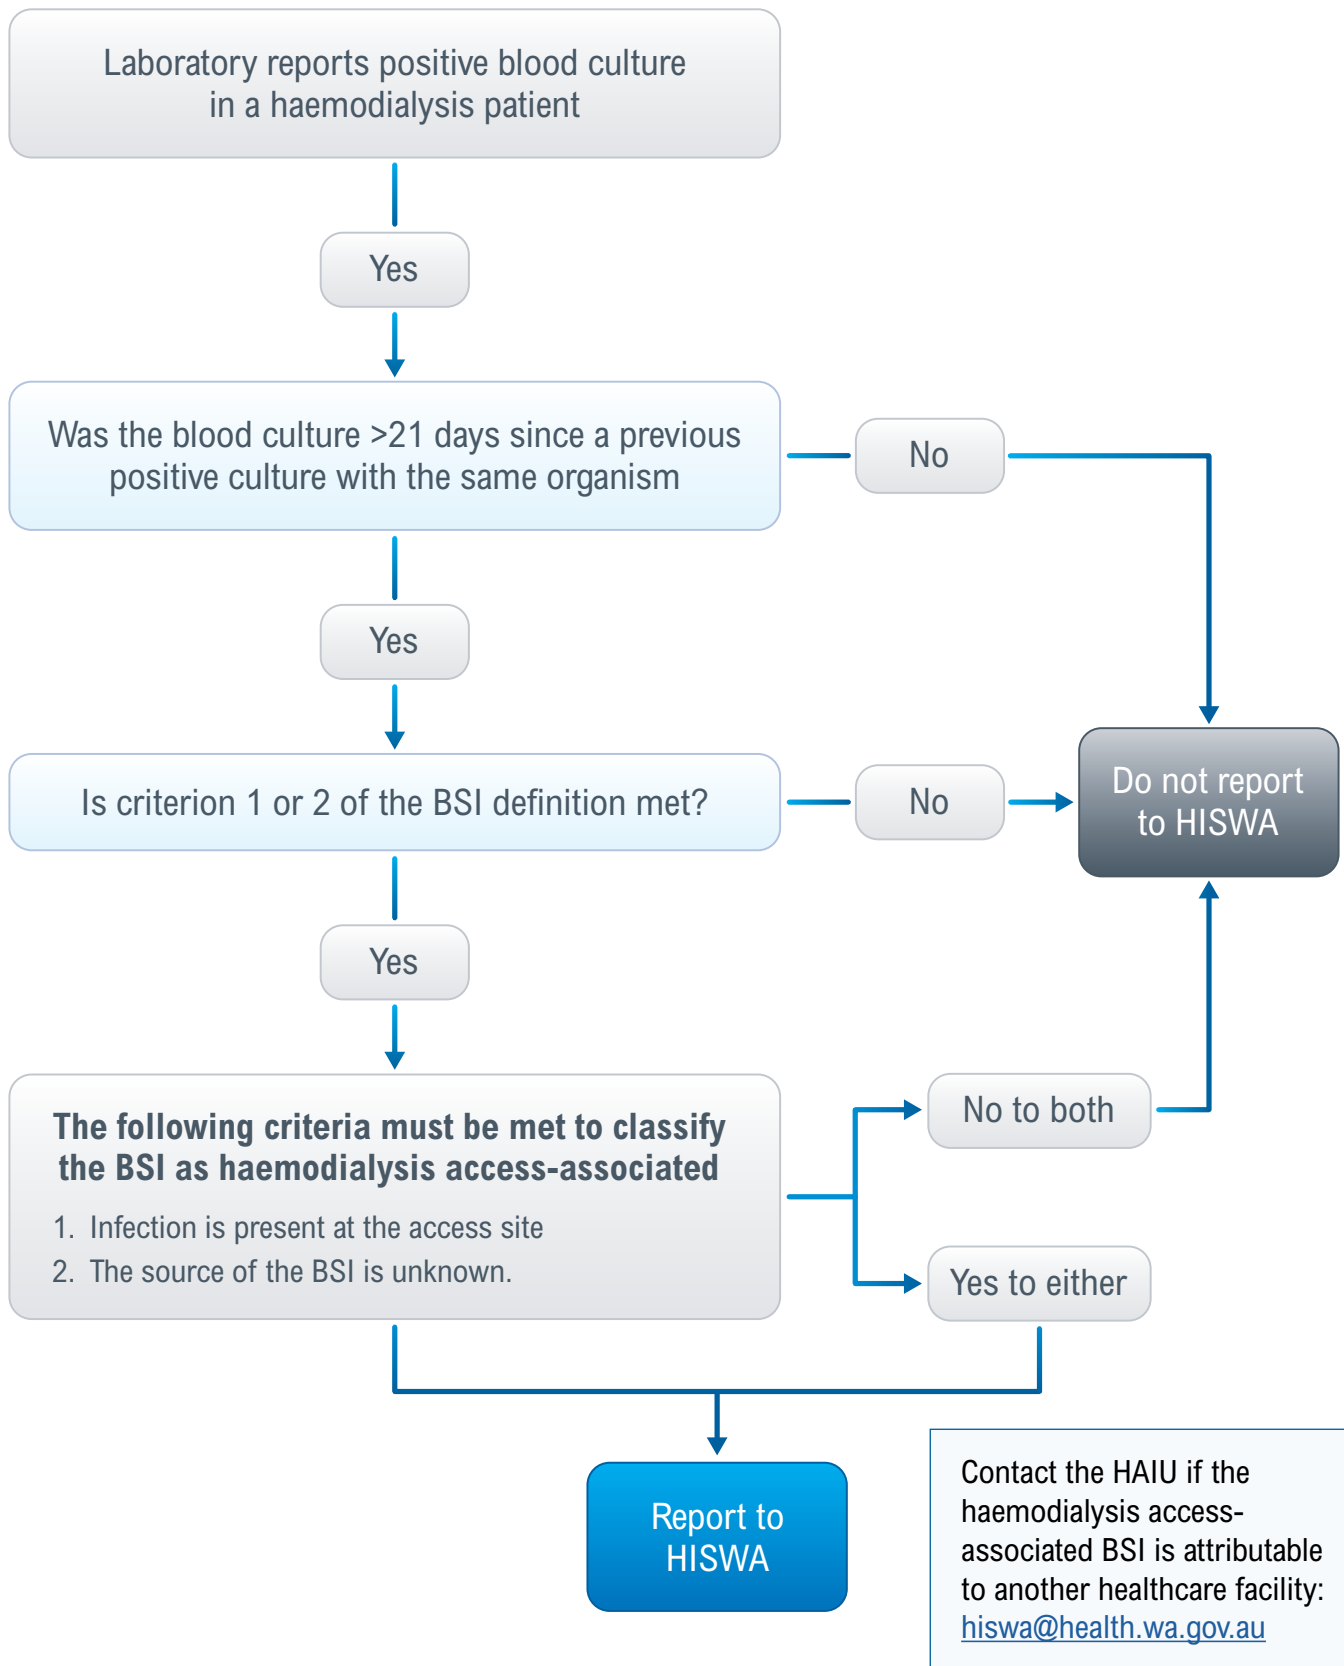 Laboratory reports positive blood culture
in a haemodialysis patient
Yes
Was the blood culture >21 days since a previous
positive culture with the same organism
No
Yes
Is criterion 1 or 2 of the BSI definition met?
No
Do not report
to HISWA
Yes
The following criteria must be met to classify
the BSI as haemodialysis access-associated
1. Infection is present at the access site
2. The source of the BSI is unknown.
No to both
Yes to either
Report to
HISWA
Contact the HAIU if the
haemodialysis access-
associated BSI is attributable
to another healthcare facility:
hiswa@health.wa.gov.au